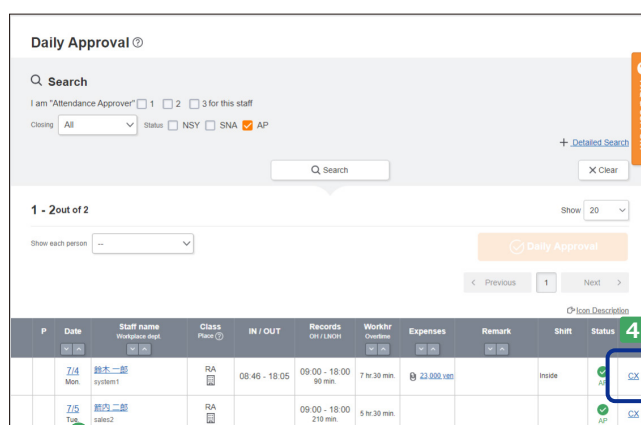 Daily Approval ?
Search
I am "Attendance Approver" 1 2 3 for this staff
Closing All Status NSY SNA AP
+ Detailed Search
Search
X Clear
1 - 2out of 2
Show 20
Show each person --
Daily Approval
< Previous 1 Next >
Icon Description
4
P Date Staff name Class IN / OUT Records Workhr Expenses Remark Shift Status
Workplace dept. Place ? OH / LNOH Overtime
7/4 鈴木 一郎 RA 08:46 - 18:05 09:00 - 18:00 7 hr.30 min. 23,000 yen Inside CX
Mon. system1 90 min. AP
7/5 箭内 二郎 RA 09:00 - 18:00 5 hr.30 min. CX
Tue. sales2 210 min. AP